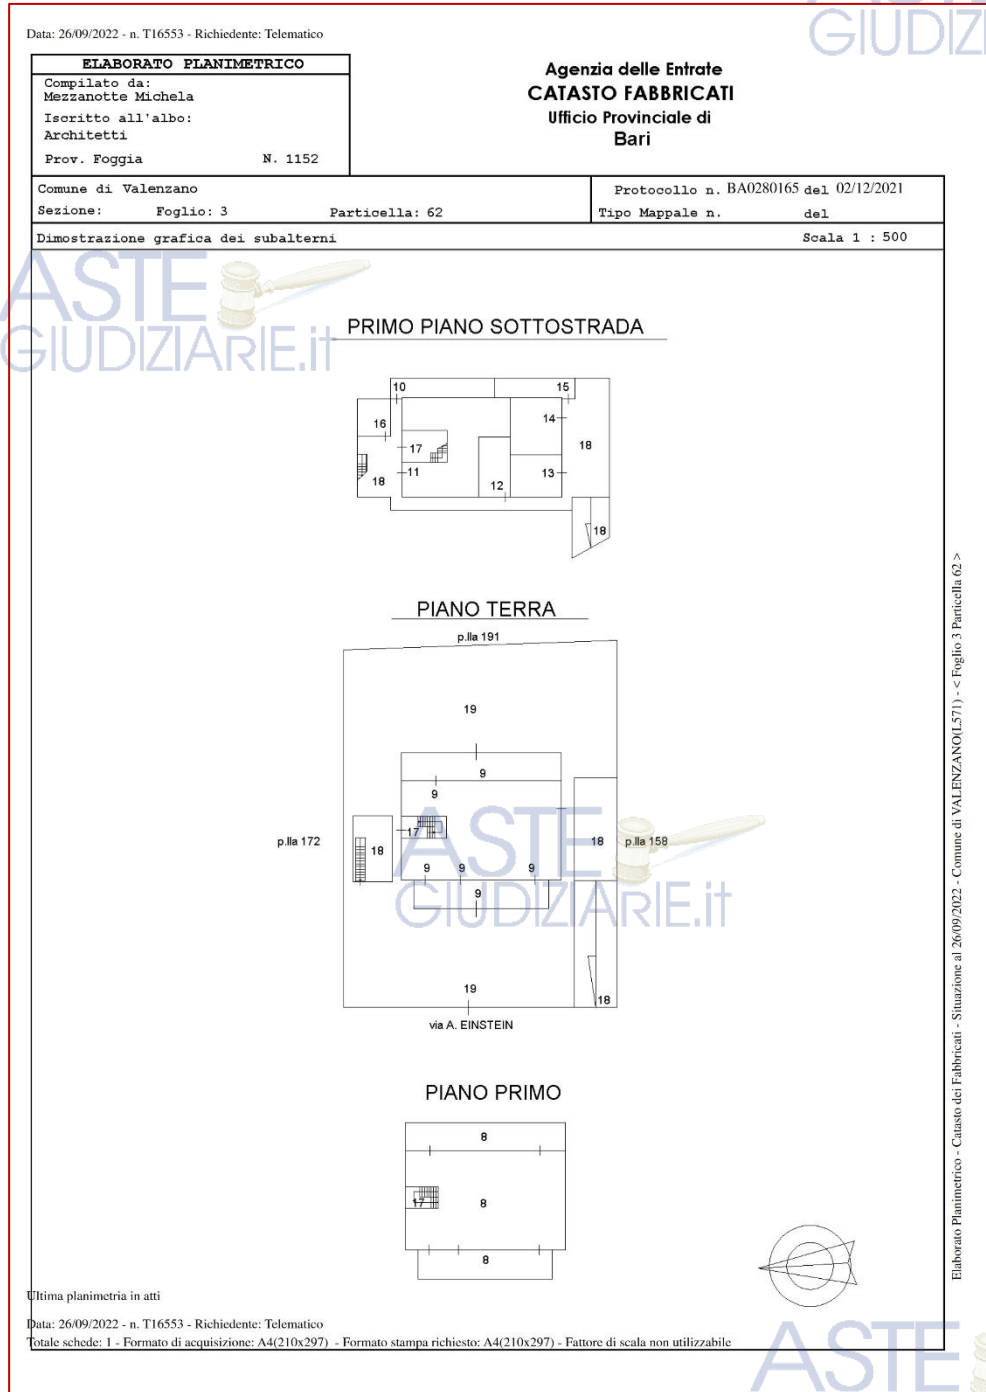 Data: 26/09/2022 - n. T16553 - Richiedente: Telematico
GIUDIZI
ELABORATO PLANIMETRICO
Compilato da:
Mezzanotte Michela
Iscritto all'albo:
Architetti
Prov. Foggia N. 1152
Agenzia delle Entrate
CATASTO FABBRICATI
Ufficio Provinciale di
Bari
Comune di Valenzano
Sezione: Foglio: 3 Particella: 62
Protocollo n. BA0280165 del 02/12/2021
Tipo Mappale n. del
Dimostrazione grafica dei subalterni Scala 1 : 500
ASTE
GIUDIZIARIE.it
PRIMO PIANO SOTTOSTRADA
10 15
16 14
17 18
11 13
18 12
18
PIANO TERRA
p.lla 191
19
9
9
17
p.lla 172 18 18 p.lla 158
9 9 9
9
ASTE
GIUDIZIARIE.it
19 18
via A. EINSTEIN
PIANO PRIMO
8
17 8
8
Elaborato Planimetrico - Catasto dei Fabbricati - Situazione al 26/09/2022 - Comune di VALENZANO(L571) - < Foglio 3 Particella 62 >
Ultima planimetria in atti
Data: 26/09/2022 - n. T16553 - Richiedente: Telematico
Totale schede: 1 - Formato di acquisizione: A4(210x297) - Formato stampa richiesto: A4(210x297) - Fattore di scala non utilizzabile
ASTE